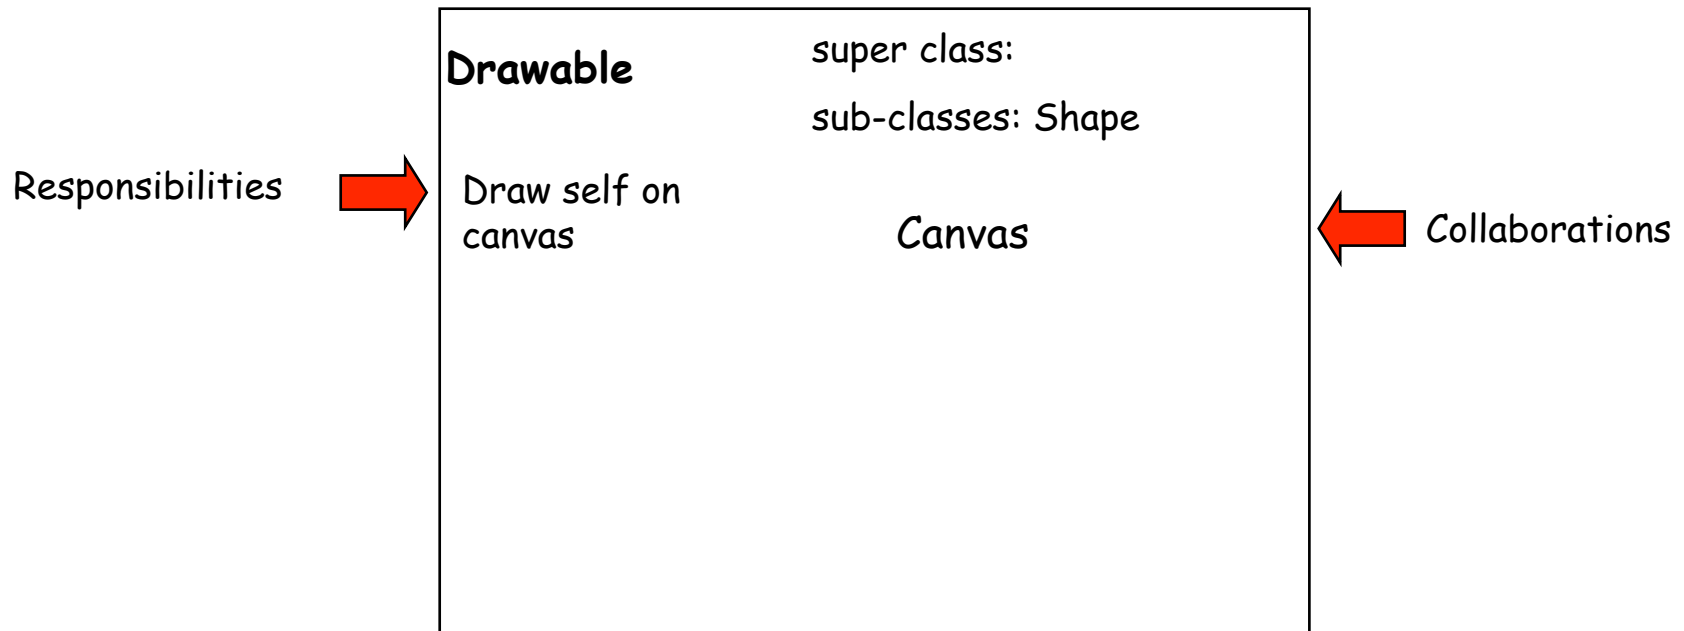 Drawable
super class:
sub-classes: Shape
Responsibilities
Draw self on
canvas
Canvas
Collaborations